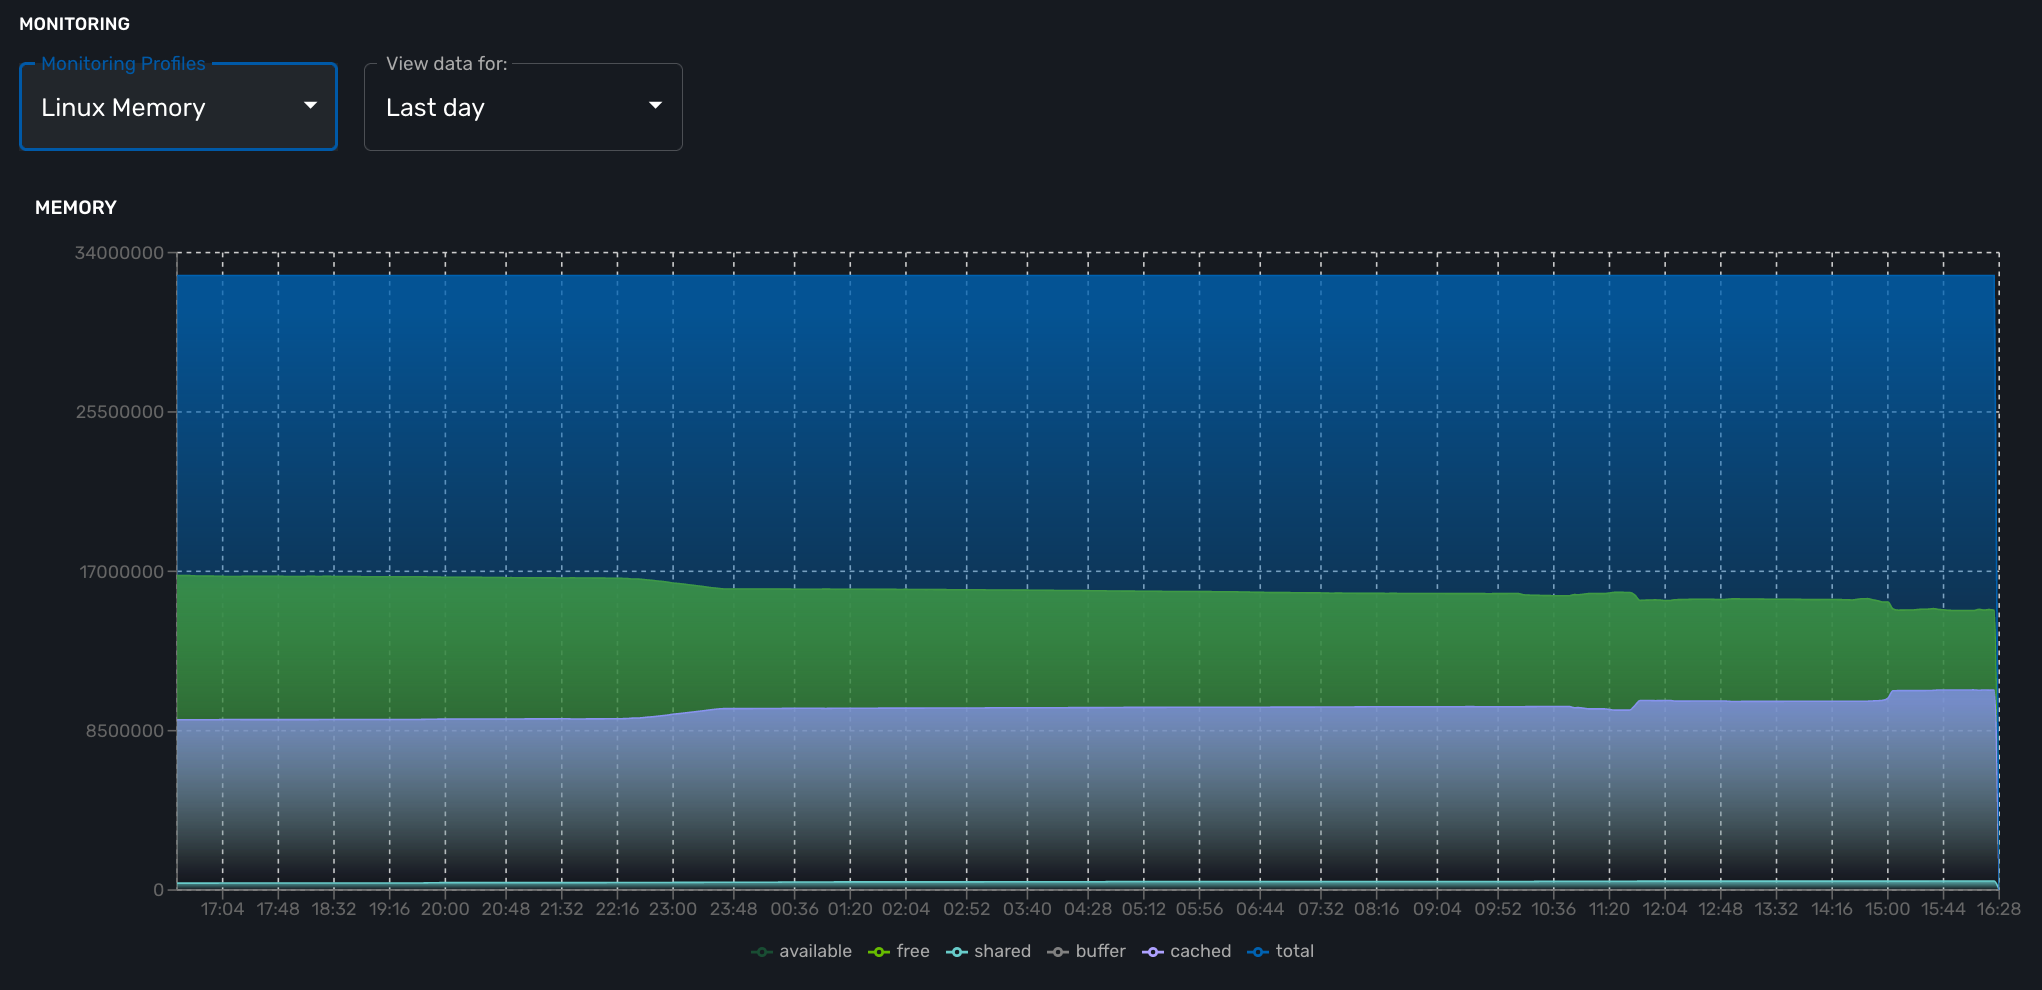 MONITORING
Monitoring Profiles
Linux Memory
View data for:
Last day
MEMORY
34000000
25500000
17000000
8500000
0
17:04 17:48 18:32 19:16 20:00 20:48 21:32 22:16 23:00 23:48 00:36 01:20 02:04 02:52 03:40 04:28 05:12 05:56 06:44 07:32 08:16 09:04 09:52 10:36 11:20 12:04 12:48 13:32 14:16 15:00 15:44 16:28
available free shared buffer cached total